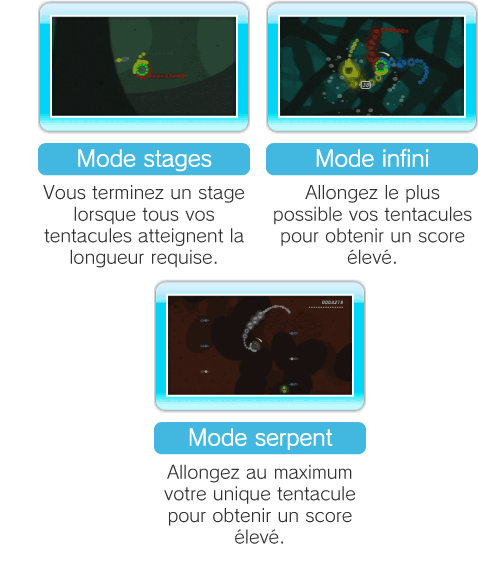 Mode stages
Vous terminez un stage
lorsque tous vos
tentacules atteignent la
longueur requise.
Mode infini
Allongez le plus
possible vos tentacules
pour obtenir un score
élevé.
0004216
Mode serpent
Allongez au maximum
votre unique tentacule
pour obtenir un score
élevé.